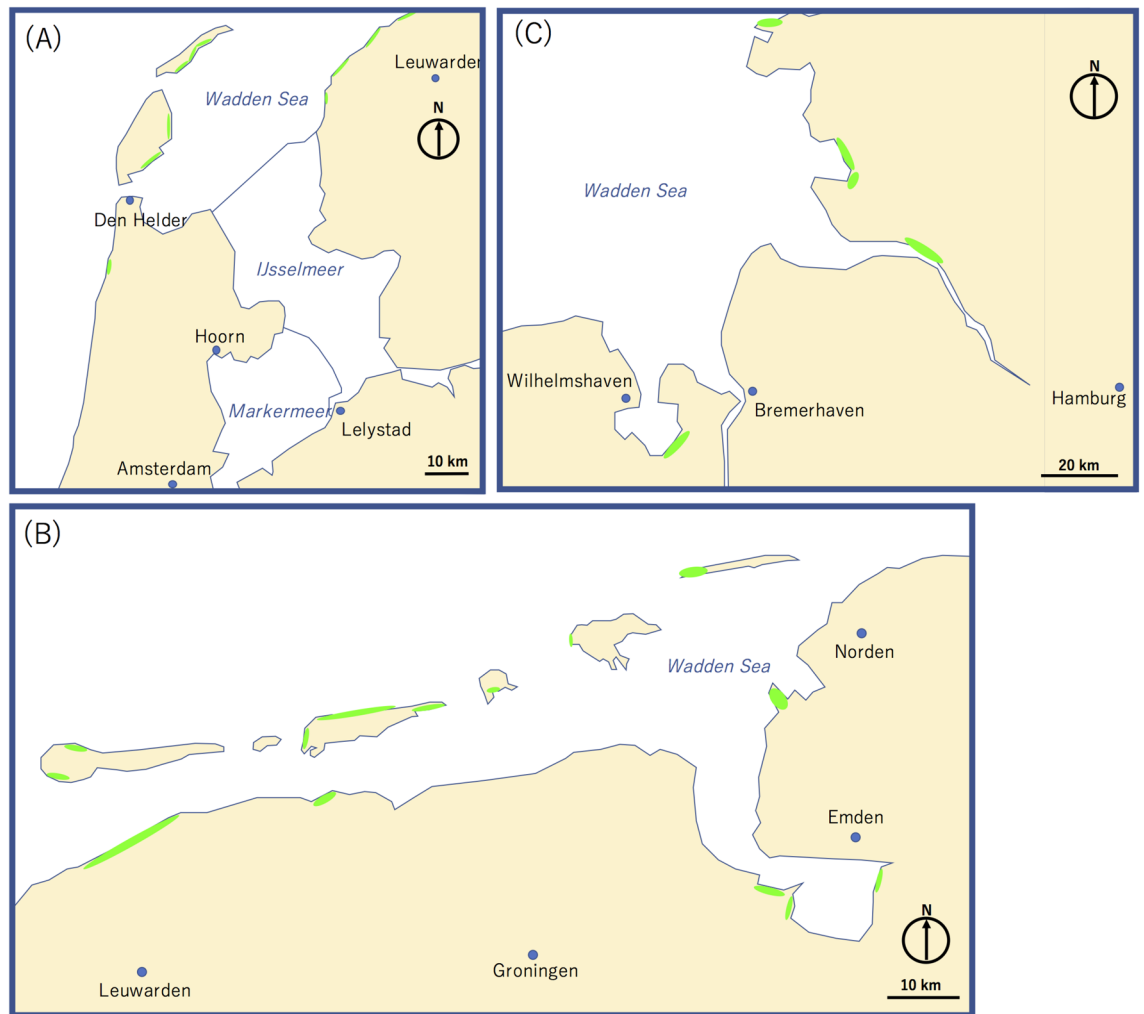 (A)
Leuwarden
Wadden Sea
N
Den Helder
IJsselmeer
Hoorn
Markermeer
Lelystad
10 km
Amsterdam
(C)
N
Wadden Sea
Wilhelmshaven
Bremerhaven
Hamburg
20 km
(B)
Norden
Wadden Sea
Emden
N
Groningen
10 km
Leuwarden